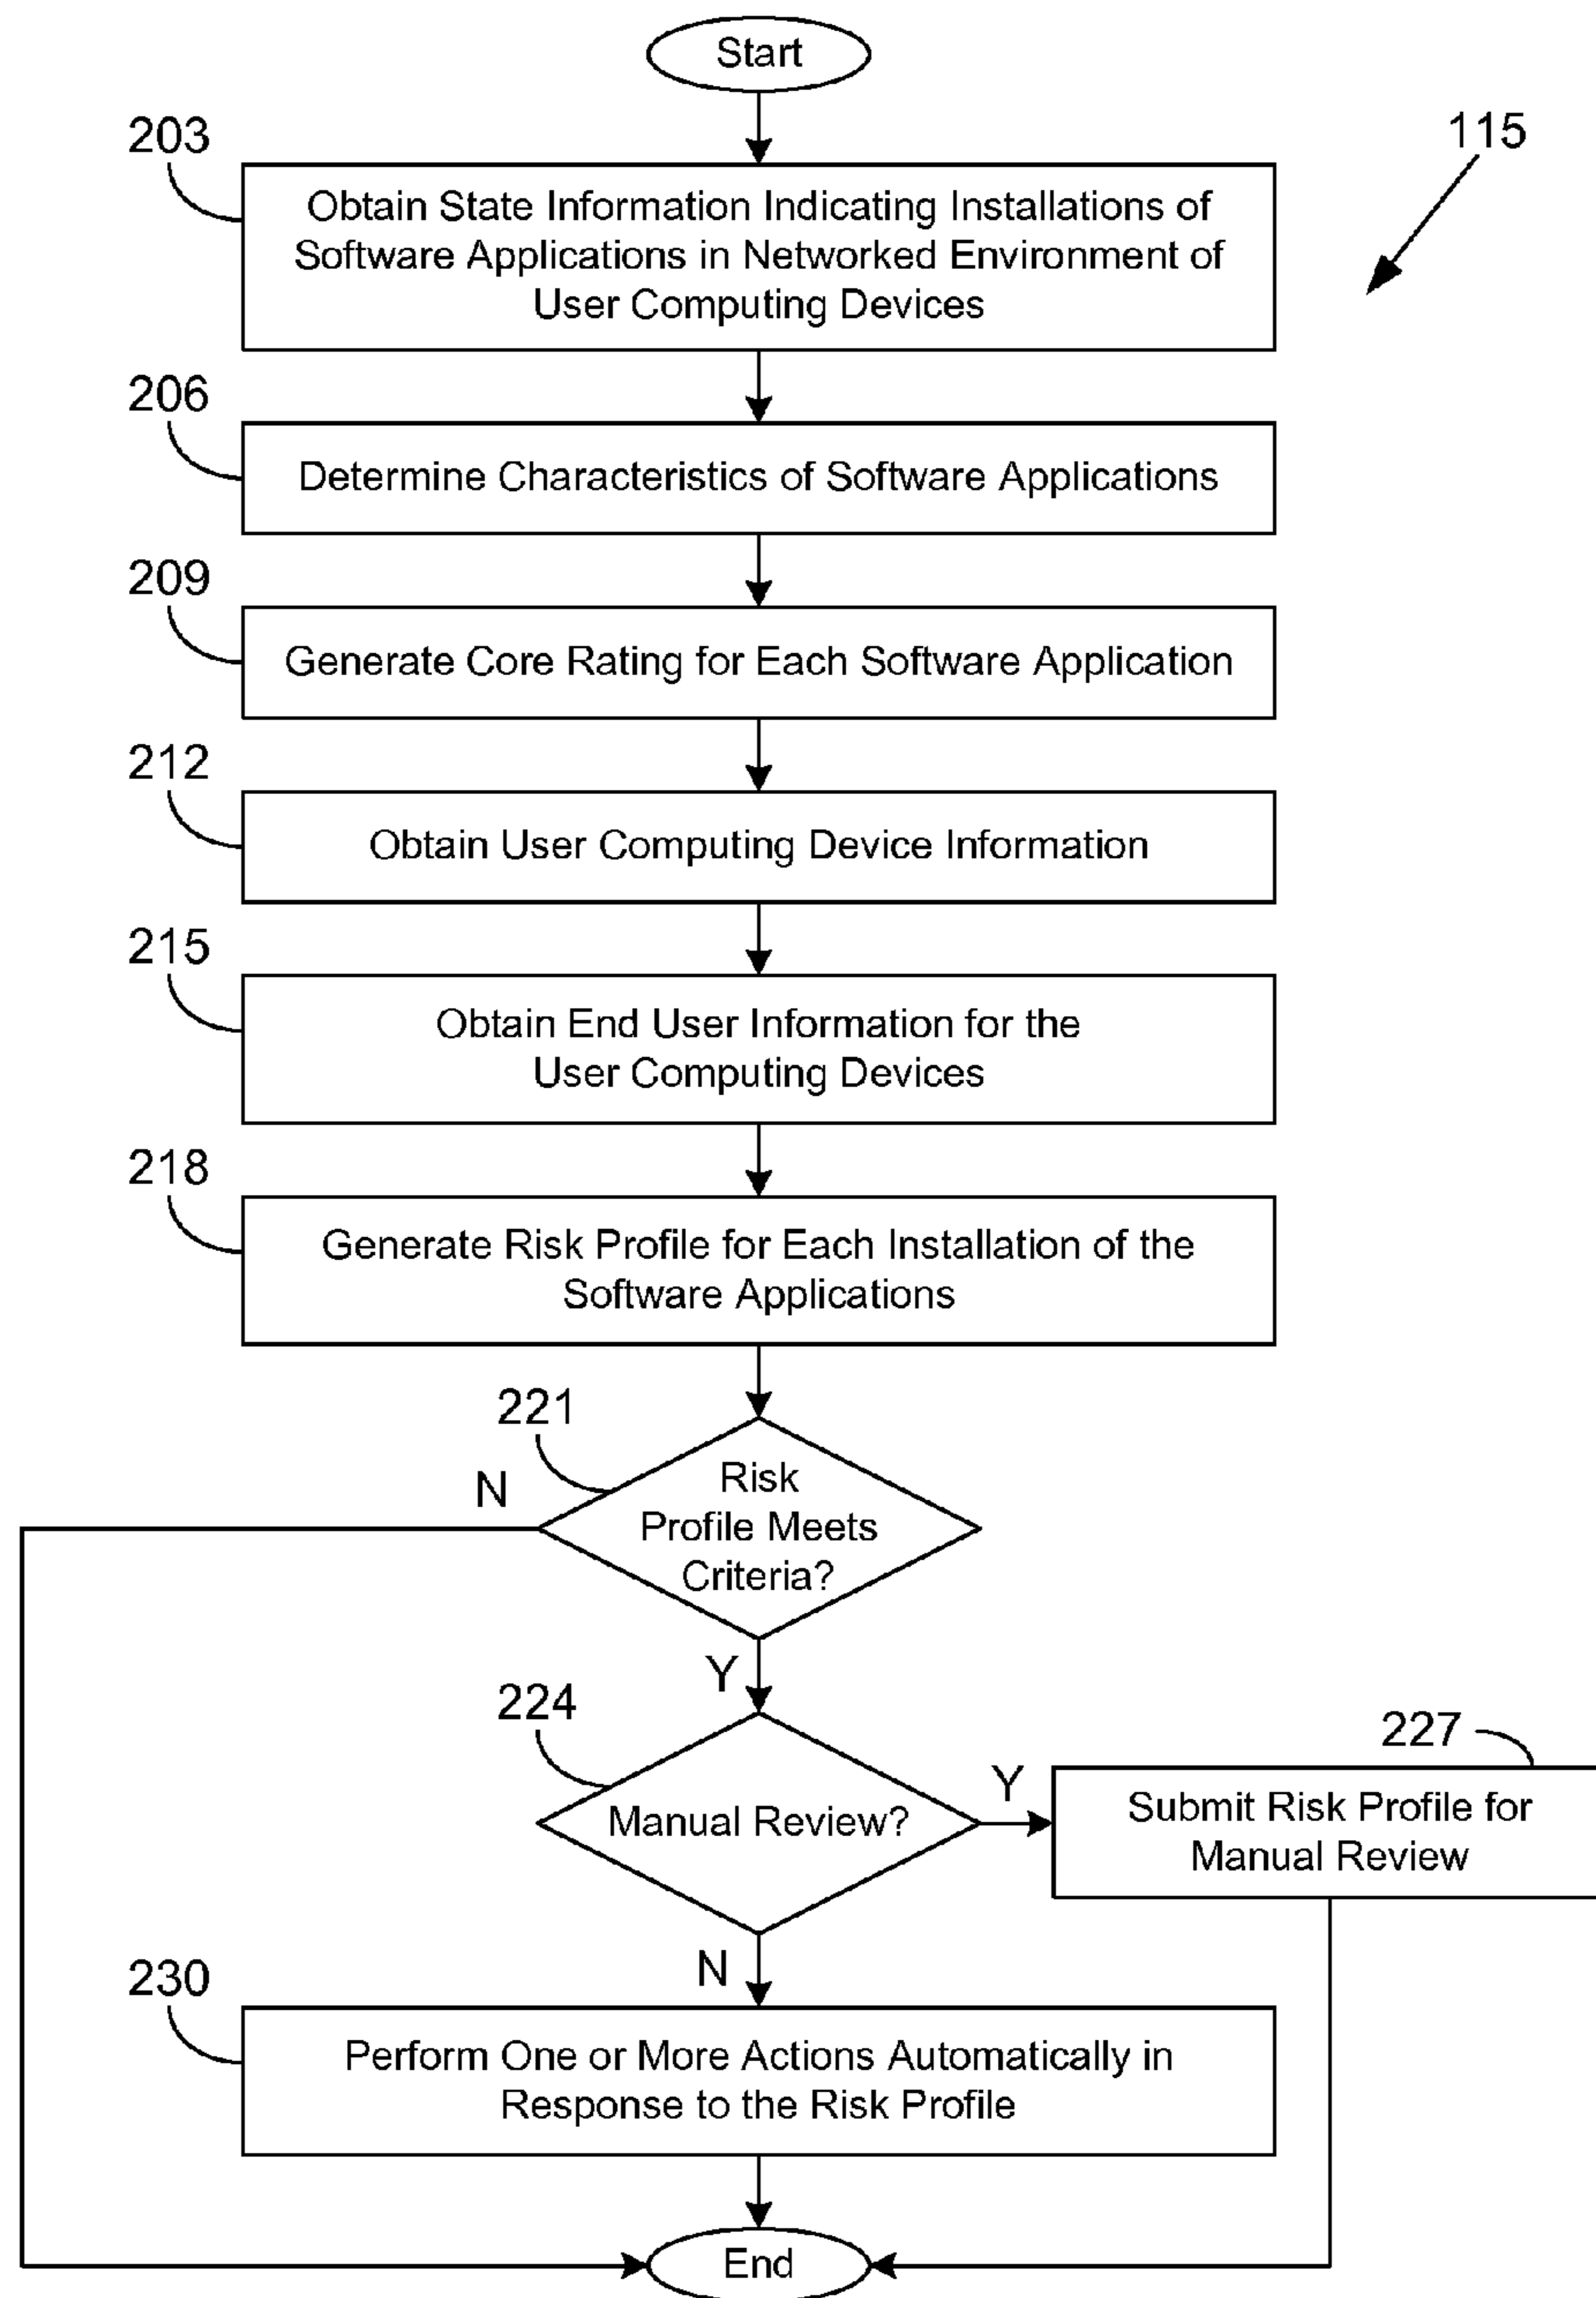 Start
115
203
Obtain State Information Indicating Installations of
Software Applications in Networked Environment of
User Computing Devices
206
Determine Characteristics of Software Applications
209
Generate Core Rating for Each Software Application
212
Obtain User Computing Device Information
215
Obtain End User Information for the
User Computing Devices
218
Generate Risk Profile for Each Installation of the
Software Applications
221
N
Risk
Profile Meets
Criteria?
Y
224
Manual Review?
Y
227
Submit Risk Profile for
Manual Review
N
230
Perform One or More Actions Automatically in
Response to the Risk Profile
End